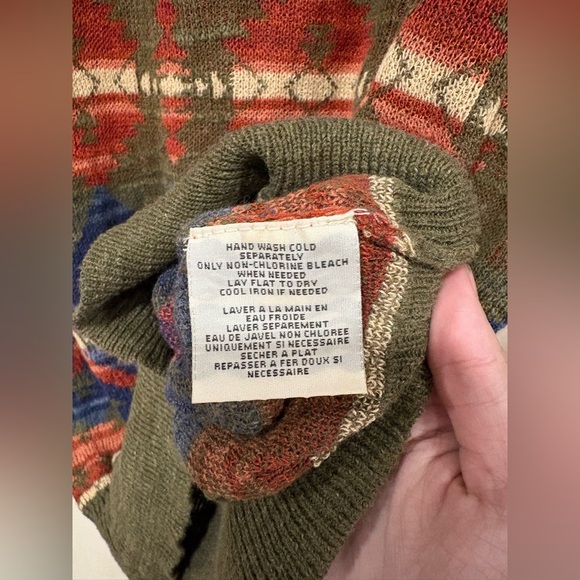 HAND WASH COLD
SEPARATELY
ONLY NON-CHLORINE BLEACH
WHEN NEEDED
LAY FLAT TO DRY
COOL IRON IF NEEDED
LAVER A LA MAIN EN
EAU FROIDE
LAVER SEPAREMENT
EAU DE JAVEL NON CHLOREE
UNIQUEMENT SI NECESSAIRE
SECHER A PLAT
REPASSER A FER DOUX SI
NECESSAIRE